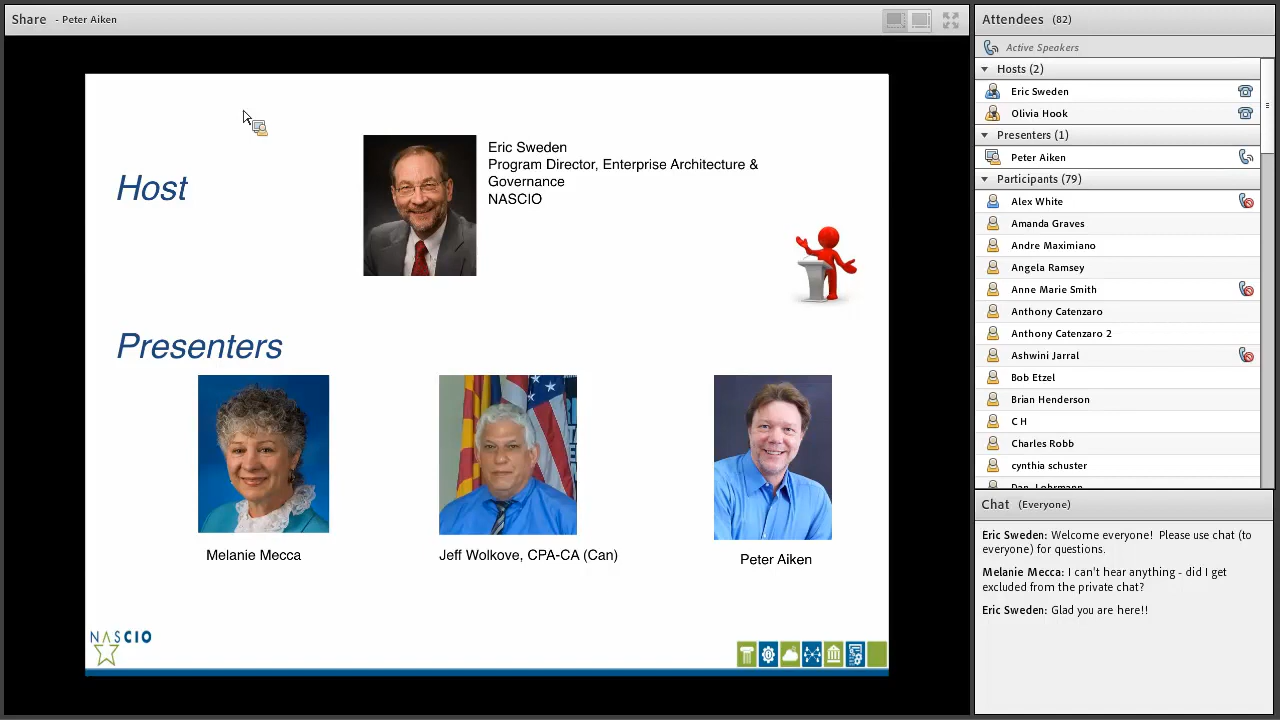 Share - Peter Aiken
Host
Eric Sweden
Program Director, Enterprise Architecture &
Governance
NASCIO
Presenters
Melanie Mecca
Jeff Wolkove, CPA-CA (Can)
Peter Aiken
NASCIO
Attendees (82)
Active Speakers
Hosts (2)
Eric Sweden
Olivia Hook
Presenters (1)
Peter Aiken
Participants (79)
Alex White
Amanda Graves
Andre Maximiano
Angela Ramsey
Anne Marie Smith
Anthony Catenzaro
Anthony Catenzaro 2
Ashwini Jarral
Bob Etzel
Brian Henderson
C H
Charles Robb
cynthia schuster
Dan Lohrmann
Chat (Everyone)
Eric Sweden: Welcome everyone! Please use chat (to
everyone) for questions.
Melanie Mecca: I can't hear anything - did I get
excluded from the private chat?
Eric Sweden: Glad you are here!!